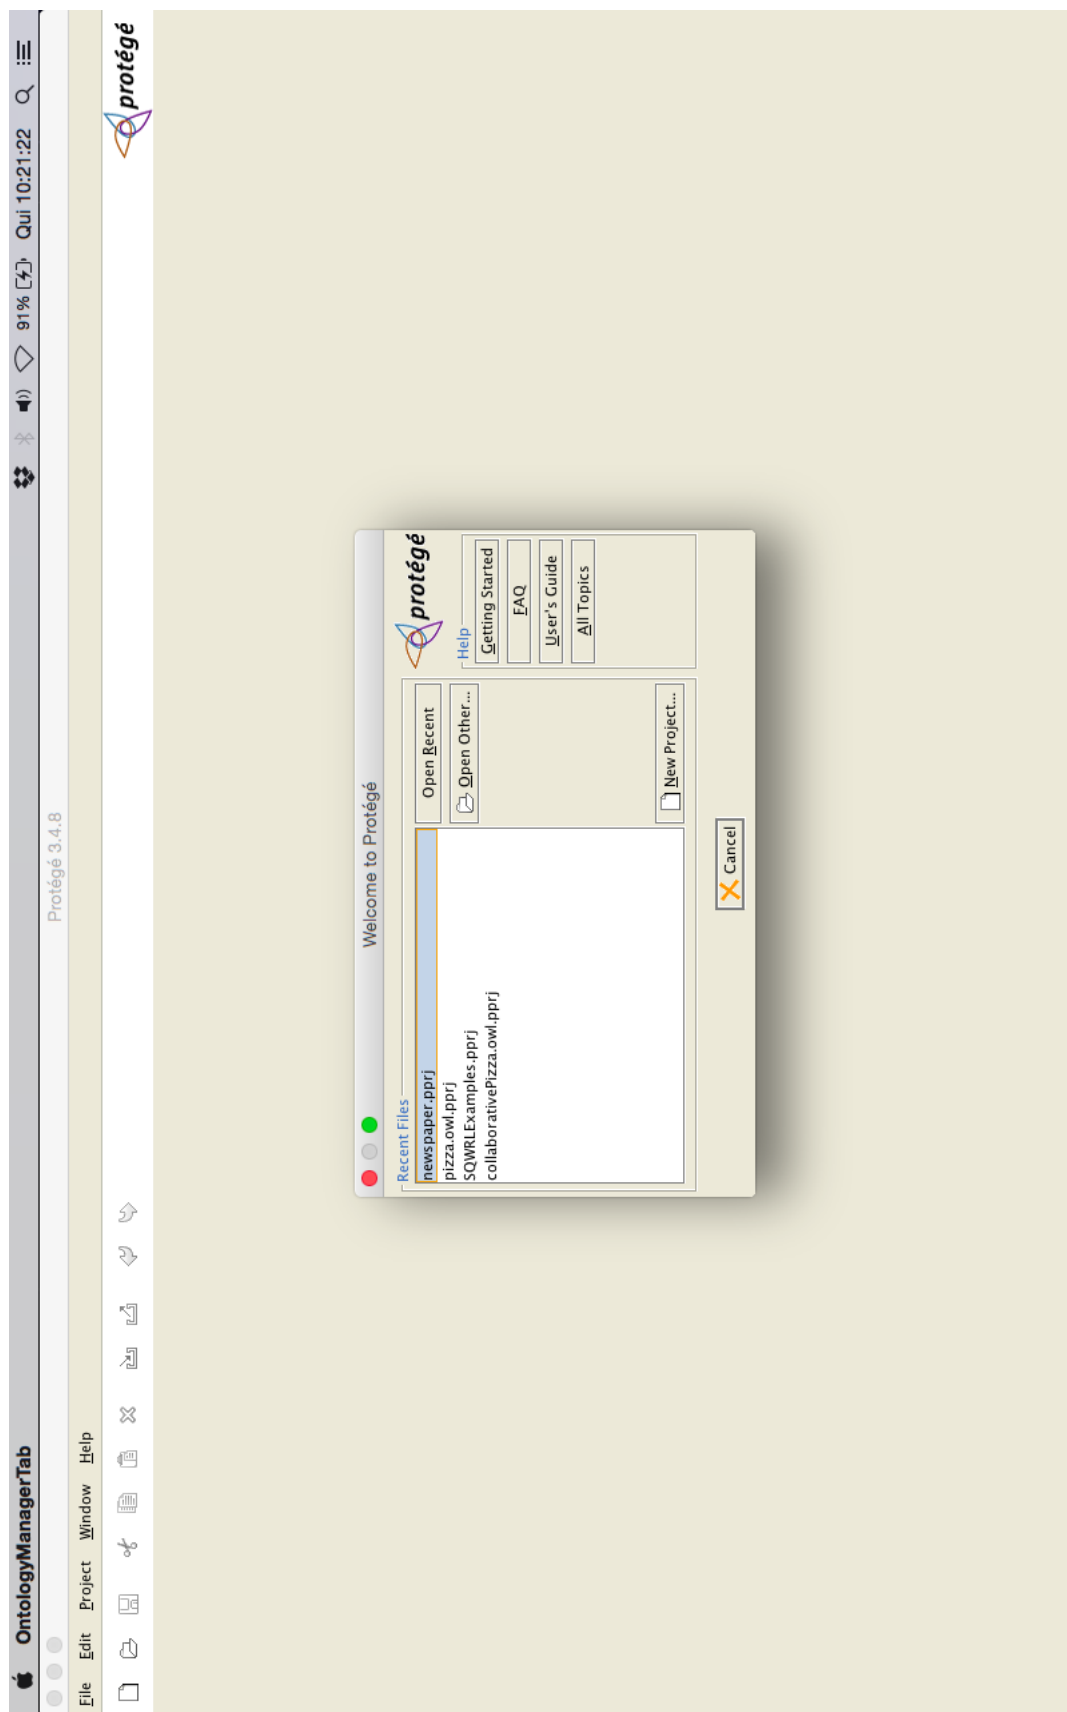 OntologyManagerTab
91%
Qui 10:21:22
Protégé 3.4.8
File Edit Project Window Help
protégé
Welcome to Protégé
protégé
Recent Files
newspaper.pprj
pizza.owl.pprj
SQWRLExamples.pprj
collaborativePizza.owl.pprj
Open Recent
Open Other...
New Project...
Help
Getting Started
FAQ
User's Guide
All Topics
Cancel